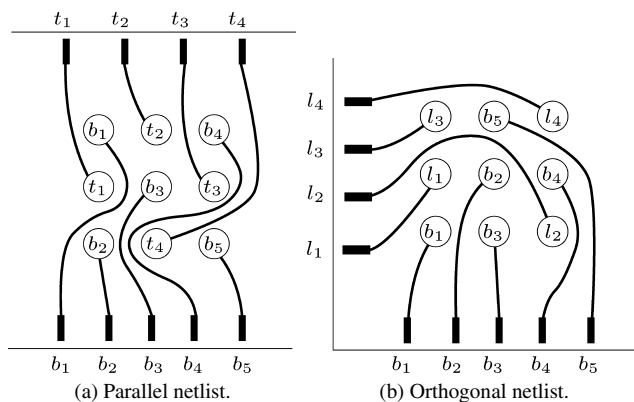 t₁ t₂ t₃ t₄
b₁ t₂ b₄
t₁ b₃ t₃
b₂ t₄ b₅
b₁ b₂ b₃ b₄ b₅
(a) Parallel netlist.
l₄ l₃ b₅ l₄
l₃
l₂ l₁ b₂ b₄
l₁ b₁ b₃ l₂
b₁ b₂ b₃ b₄ b₅
(b) Orthogonal netlist.